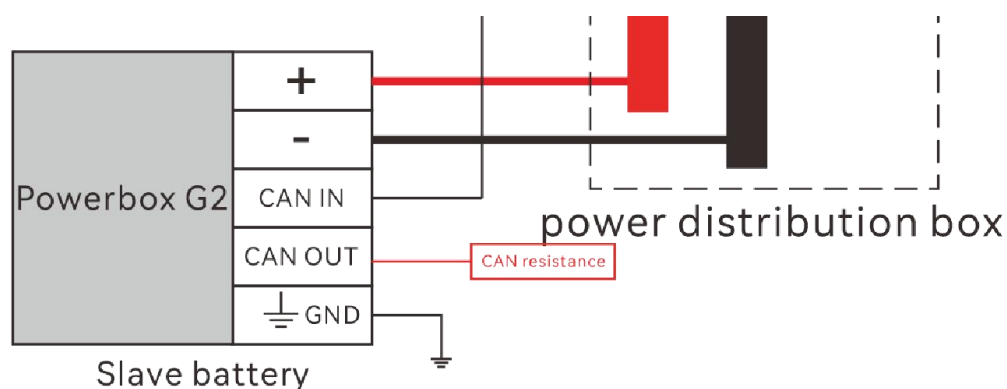 +
-
Powerbox G2
CAN IN
power distribution box
CAN OUT
CAN resistance
GND
Slave battery